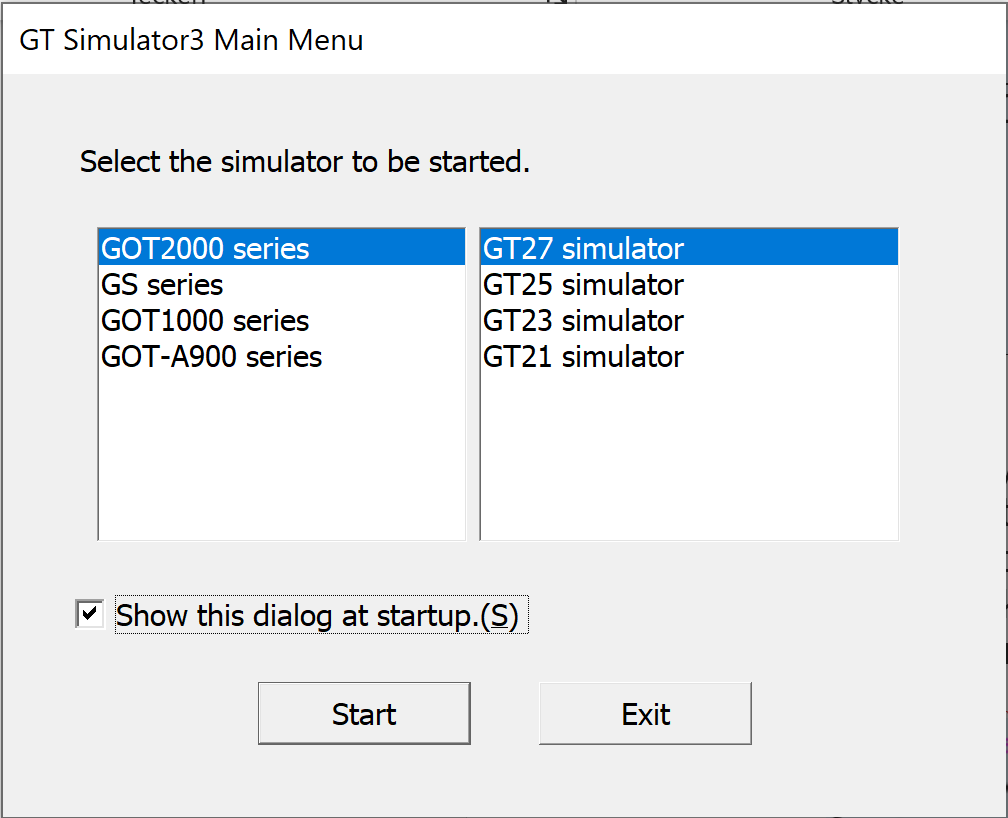 GT Simulator3 Main Menu
Select the simulator to be started.
GOT2000 series
GS series
GOT1000 series
GOT-A900 series
GT27 simulator
GT25 simulator
GT23 simulator
GT21 simulator
Show this dialog at startup.(S)
Start
Exit